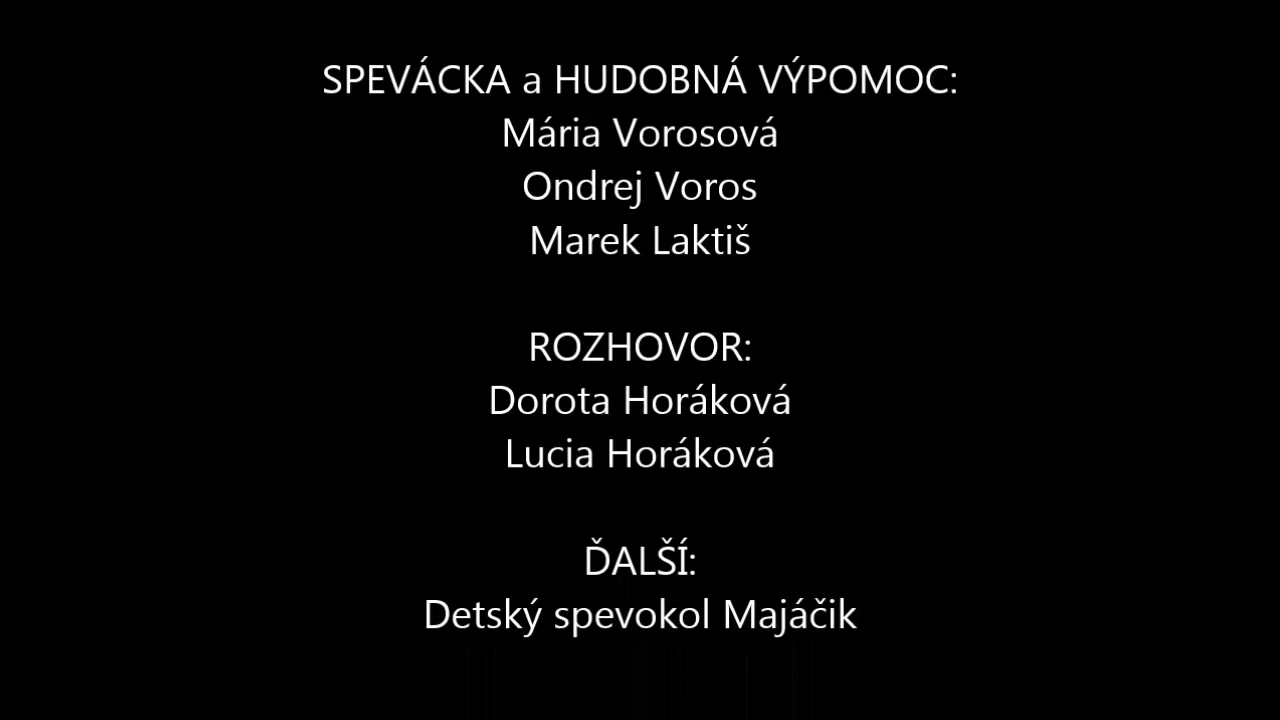 SPEVÁCKA a HUDOBNÁ VÝPOMOC:
Mária Vorosová
Ondrej Voros
Marek Laktiš
ROZHOVOR:
Dorota Horáková
Lucia Horáková
ĎALŠÍ:
Detský spevokol Majáčik